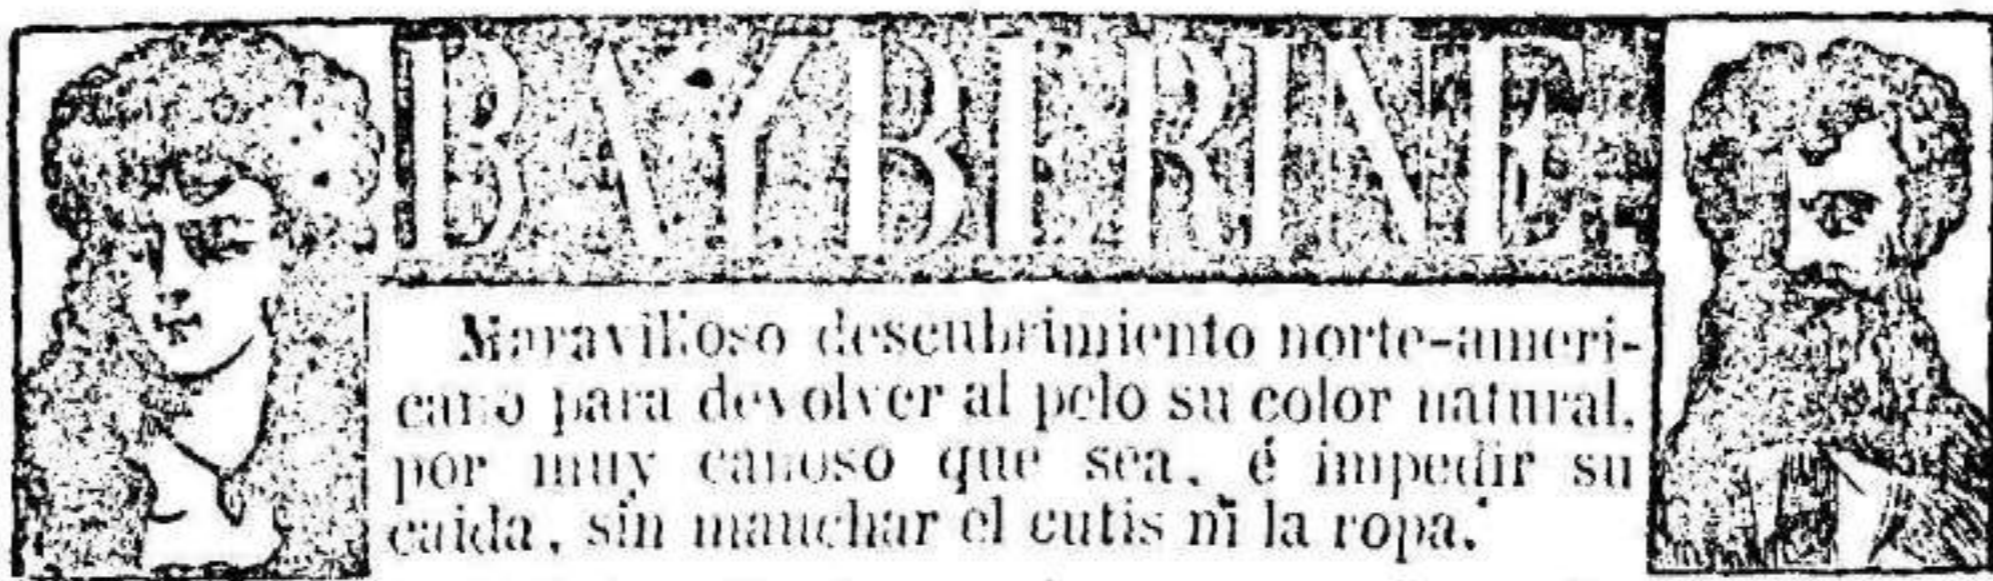 BAYBERINE.
Maravilloso descubrimiento norte-ameri-
cano para devolver al pelo su color natural,
por muy canoso que sea, é impedir su
caida, sin manchar el cutis ni la ropa.